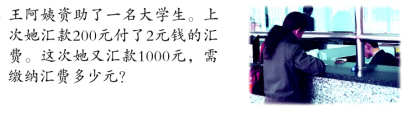 王阿姨资助了一名大学生。上
次她汇款200元付了2元钱的汇
费。这次她又汇款1000元，需
缴纳汇费多少元？